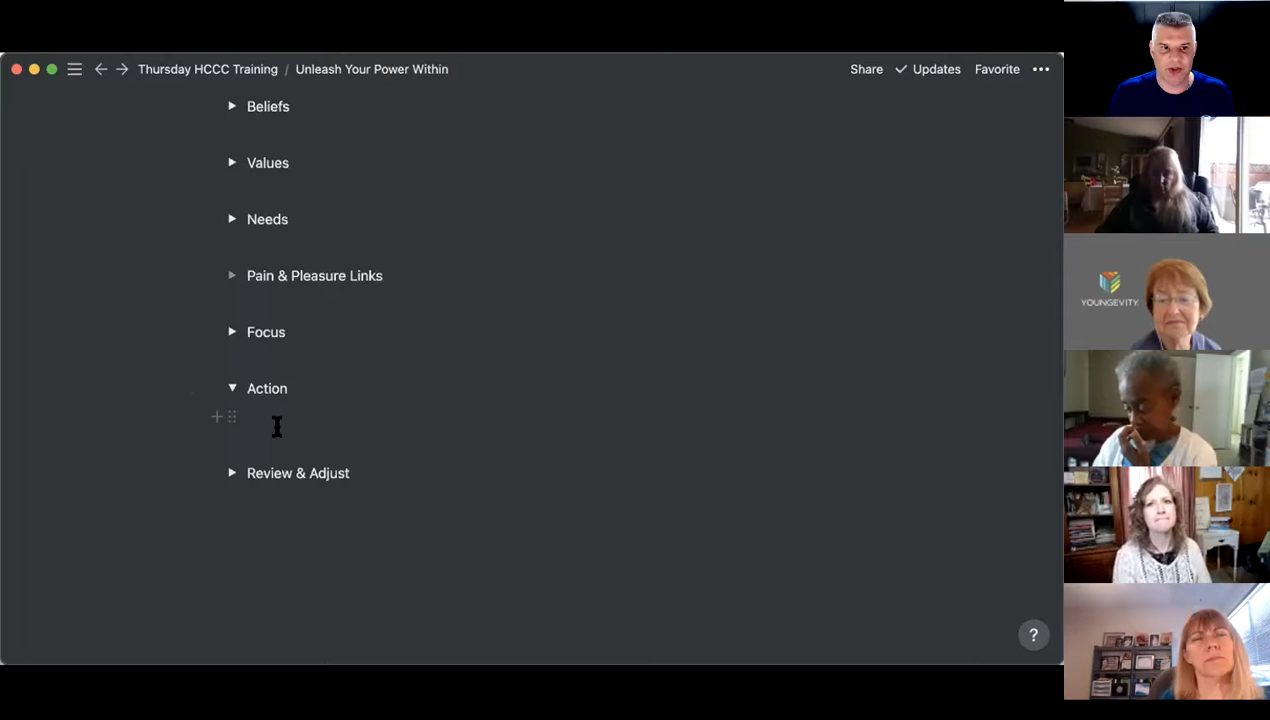 Thursday HCCC Training / Unleash Your Power Within
Share ✓ Updates Favorite •••
Beliefs
Values
Needs
Pain & Pleasure Links
Focus
Action
Review & Adjust
?
YOUNGEVITY